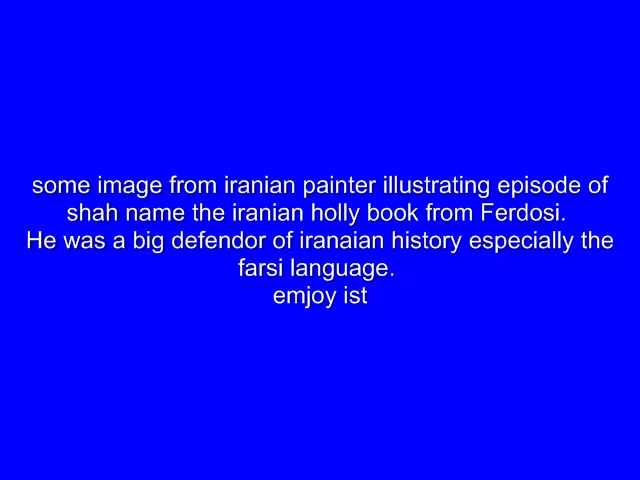 some image from iranian painter illustrating episode of
shah name the iranian holly book from Ferdosi.
He was a big defendor of iranaian history especially the
farsi language.
emjoy ist